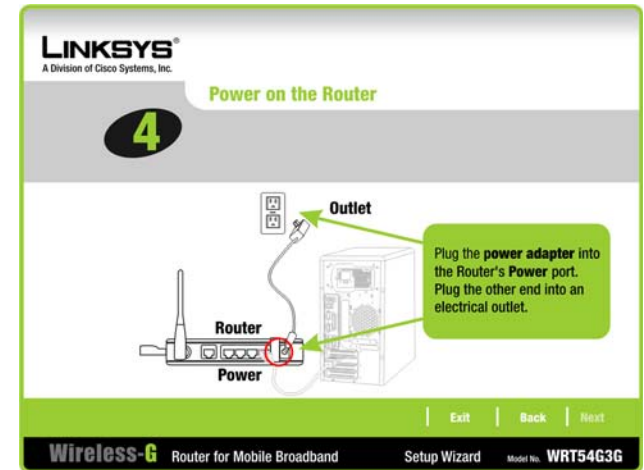 LINKSYS®
A Division of Cisco Systems, Inc.
Power on the Router
4
Outlet
Plug the power adapter into
the Router's Power port.
Plug the other end into an
electrical outlet.
Router
Power
Exit
Back
Next
Wireless-G Router for Mobile Broadband Setup Wizard Model No. WRT54G3G